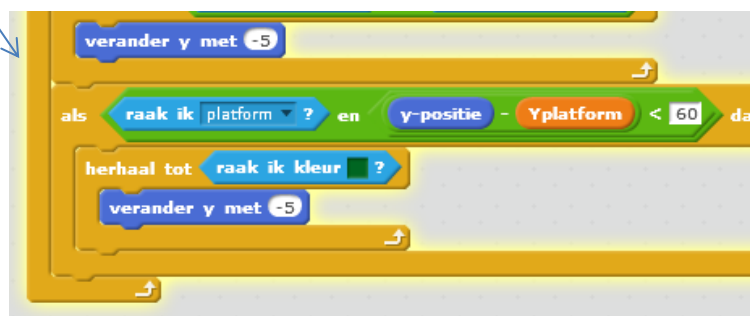 verander y met -5
als raak ik platform ? en y-positie - Yplatform < 60 da
herhaal tot raak ik kleur ?
verander y met -5